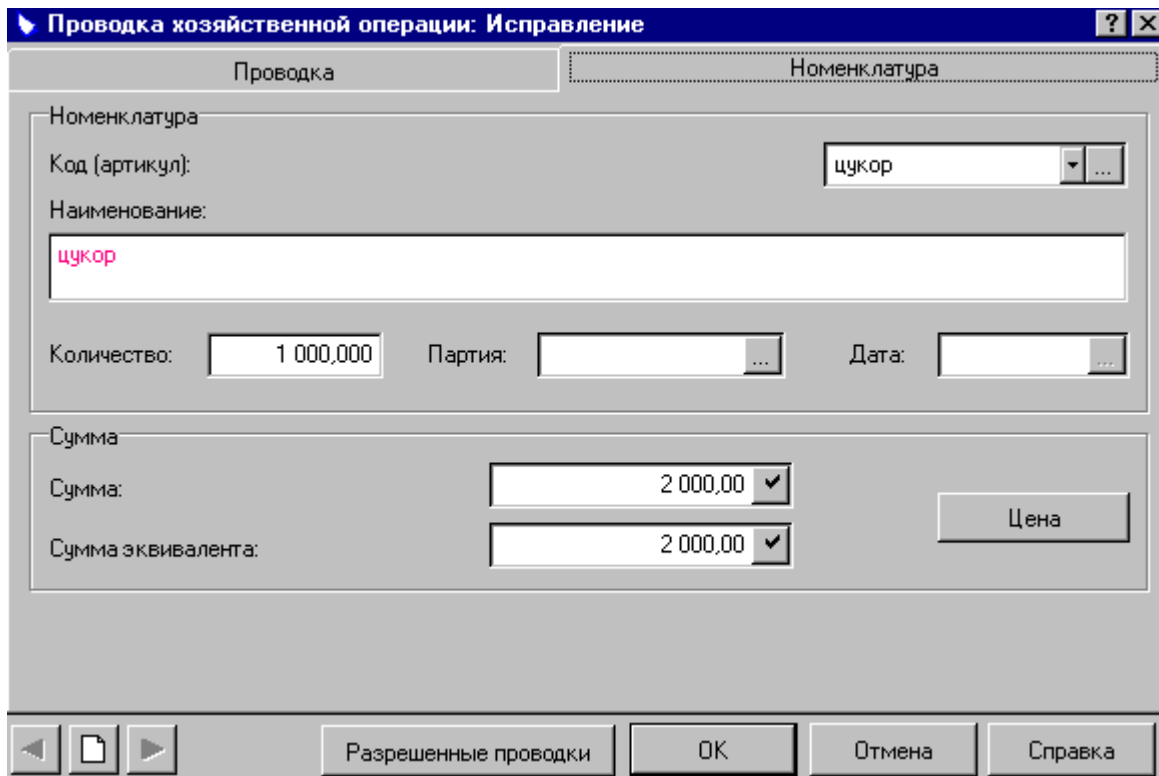 Проводка хозяйственной операции: Исправление
Проводка Номенклатура
Номенклатура
Код (артикул): цукор ...
Наименование:
цукор
Количество: 1 000,000 Партия: ... Дата: ...
Сумма
Сумма: 2 000,00
Цена
Сумма эквивалента: 2 000,00
Разрешенные проводки OK Отмена Справка